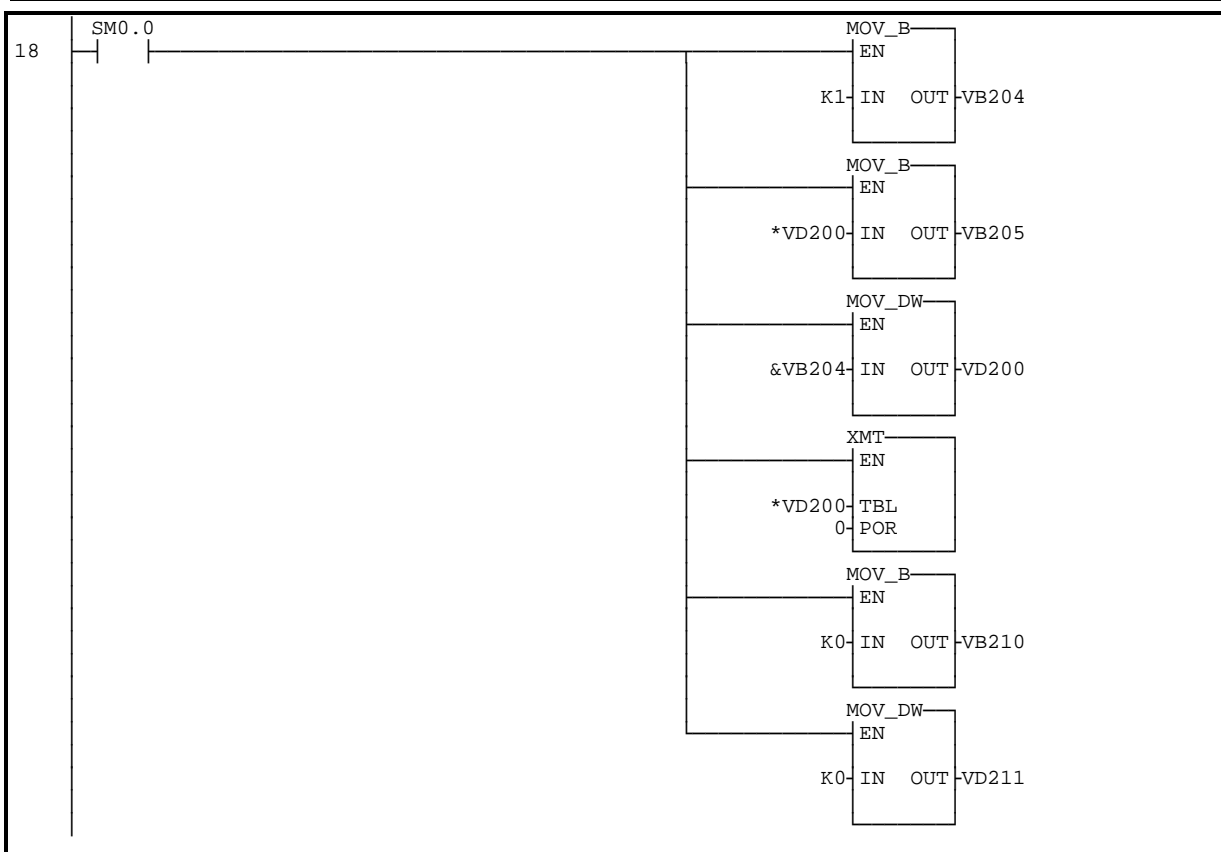 SM0.0
MOV_B
18
EN
K1 IN OUT VB204
MOV_B
EN
*VD200 IN OUT VB205
MOV_DW
EN
&VB204 IN OUT VD200
XMT
EN
*VD200 TBL
0 POR
MOV_B
EN
K0 IN OUT VB210
MOV_DW
EN
K0 IN OUT VD211